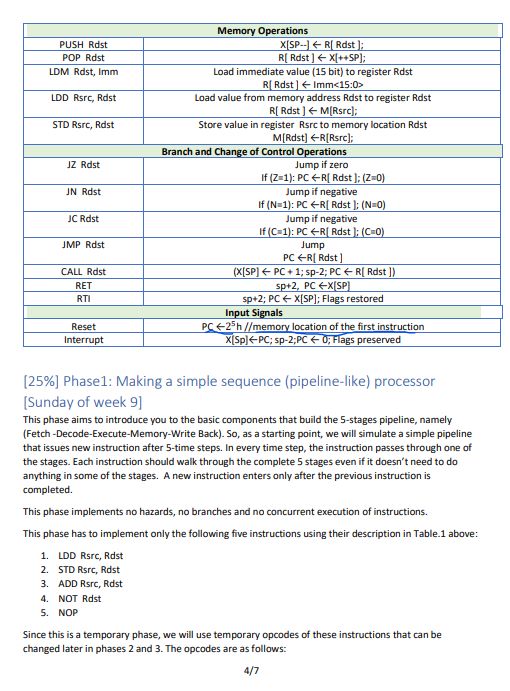 Memory Operations
PUSH Rdst X[SP--] ← R[ Rdst ];
POP Rdst R[ Rdst ] ← X[++SP];
LDM Rdst, Imm Load immediate value (15 bit) to register Rdst
R[ Rdst ] ← Imm<15:0>
LDD Rsrc, Rdst Load value from memory address Rdst to register Rdst
R[ Rdst ] ← M[Rsrc];
STD Rsrc, Rdst Store value in register Rsrc to memory location Rdst
M[Rdst] ←R[Rsrc];
Branch and Change of Control Operations
JZ Rdst Jump if zero
If (Z=1): PC ←R[ Rdst ]; (Z=0)
JN Rdst Jump if negative
If (N=1): PC ←R[ Rdst ]; (N=0)
JC Rdst Jump if negative
If (C=1): PC ←R[ Rdst ]; (C=0)
JMP Rdst Jump
PC ←R[ Rdst ]
CALL Rdst (X[SP] ← PC + 1; sp-2; PC ← R[ Rdst ])
RET sp+2, PC ←X[SP]
RTI sp+2; PC ← X[SP]; Flags restored
Input Signals
Reset PC ←2⁵h //memory location of the first instruction
Interrupt X[Sp]←PC; sp-2;PC ← 0; Flags preserved
[25%] Phase1: Making a simple sequence (pipeline-like) processor
[Sunday of week 9]
This phase aims to introduce you to the basic components that build the 5-stages pipeline, namely
(Fetch -Decode-Execute-Memory-Write Back). So, as a starting point, we will simulate a simple pipeline
that issues new instruction after 5-time steps. In every time step, the instruction passes through one of
the stages. Each instruction should walk through the complete 5 stages even if it doesn't need to do
anything in some of the stages. A new instruction enters only after the previous instruction is
completed.
This phase implements no hazards, no branches and no concurrent execution of instructions.
This phase has to implement only the following five instructions using their description in Table.1 above:
1. LDD Rsrc, Rdst
2. STD Rsrc, Rdst
3. ADD Rsrc, Rdst
4. NOT Rdst
5. NOP
Since this is a temporary phase, we will use temporary opcodes of these instructions that can be
changed later in phases 2 and 3. The opcodes are as follows:
4/7